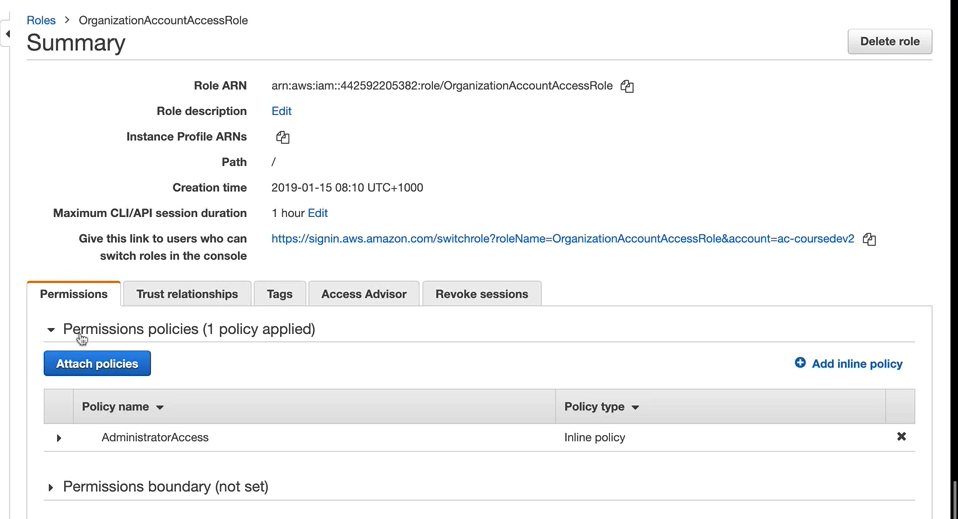 Roles > OrganizationAccountAccessRole
Summary
Delete role
Role ARN arn:aws:iam::442592205382:role/OrganizationAccountAccessRole
Role description Edit
Instance Profile ARNs
Path /
Creation time 2019-01-15 08:10 UTC+1000
Maximum CLI/API session duration 1 hour Edit
Give this link to users who can https://signin.aws.amazon.com/switchrole?roleName=OrganizationAccountAccessRole&account=ac-coursedev2
switch roles in the console
Permissions Trust relationships Tags Access Advisor Revoke sessions
Permissions policies (1 policy applied)
Attach policies Add inline policy
Policy name Policy type
AdministratorAccess Inline policy
Permissions boundary (not set)